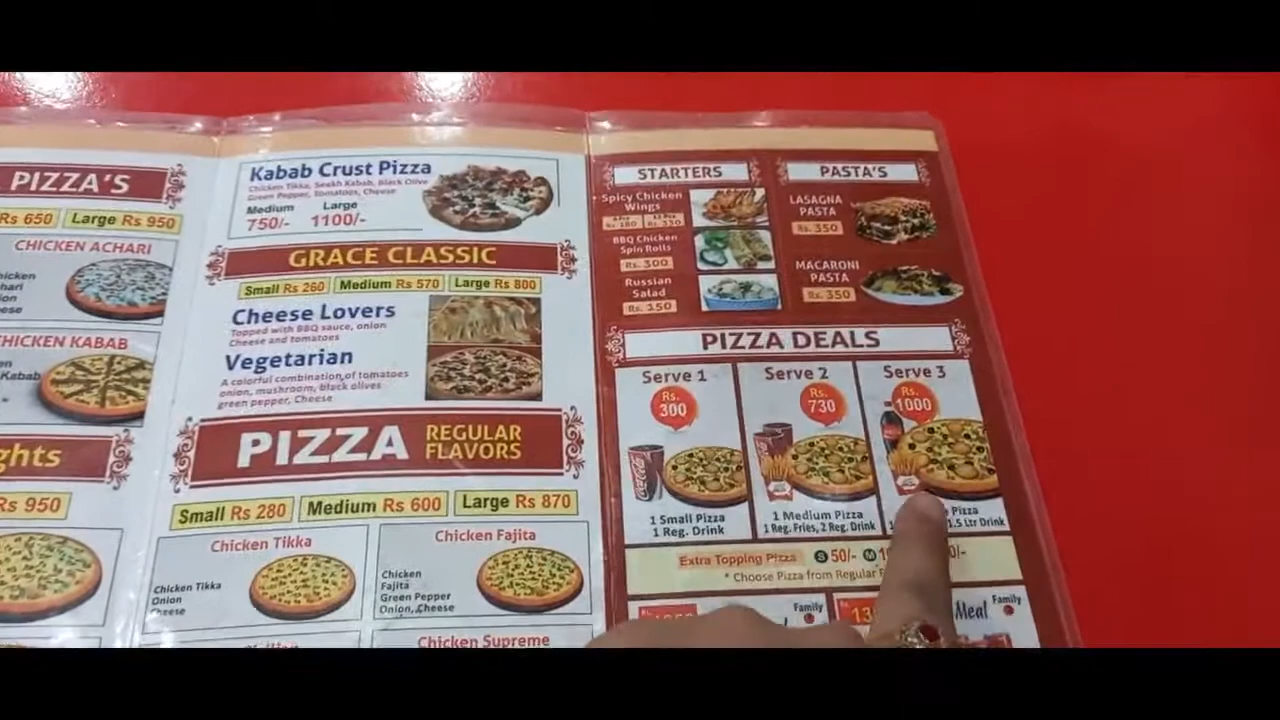 PIZZA'S
Rs 650 Large Rs 950
CHICKEN ACHARI
CHICKEN KABAB
Kabab
Rs 950
Kabab Crust Pizza
Chicken Tikka, Seekh Kabab, Black Olive
Green Pepper, Tomatoes, Cheese
Medium Large
750/- 1100/-
GRACE CLASSIC
Small Rs 260 Medium Rs 570 Large Rs 800
Cheese Lovers
Topped with BBQ sauce, onion
Cheese and tomatoes
Vegetarian
A colorful combination of tomatoes
onion, mushroom, black olives
green pepper, Cheese
PIZZA REGULAR
FLAVORS
Small Rs 280 Medium Rs 600 Large Rs 870
Chicken Tikka
Chicken Tikka
Onion
Cheese
Chicken Fajita
Chicken
Fajita
Green Pepper
Onion, Cheese
Chicken Supreme
STARTERS
Spicy Chicken
Wings
Rs. 180 Rs. 330
BBQ Chicken
Spin Rolls
Rs. 300
Russian
Salad
Rs. 150
PASTA'S
LASAGNA
PASTA
Rs. 350
MACARONI
PASTA
Rs. 350
PIZZA DEALS
Serve 1
Rs.
300
1 Small Pizza
1 Reg. Drink
Serve 2
Rs.
730
1 Medium Pizza
1 Reg. Fries, 2 Reg. Drink
Serve 3
Rs.
1000
Pizza
1.5 Ltr Drink
Extra Topping Pizza S 50/- M
* Choose Pizza from Regular
Family
Meal Family